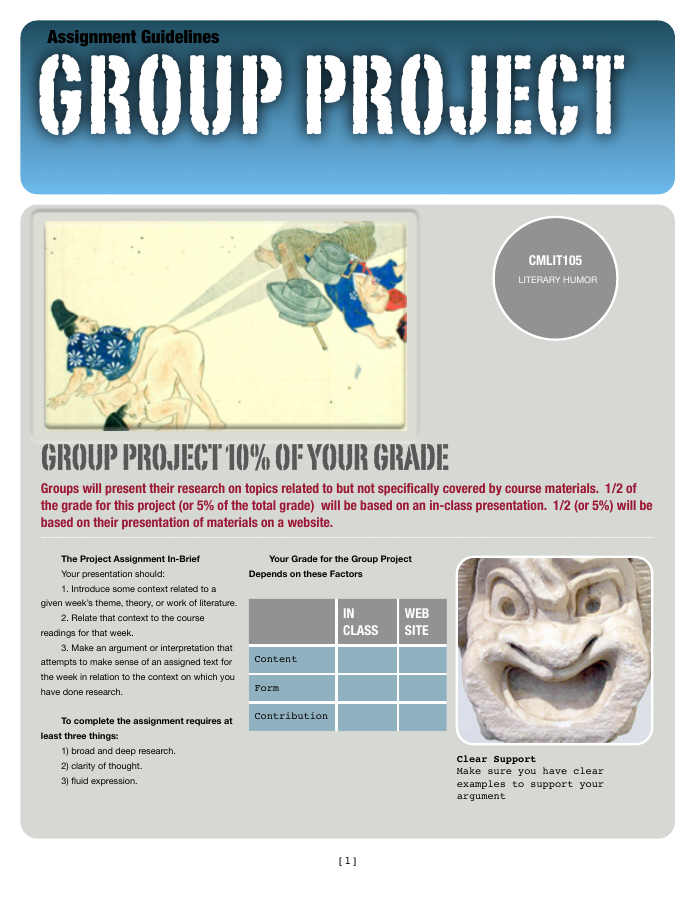 Assignment Guidelines
GROUP PROJECT
CMLIT105
LITERARY HUMOR
GROUP PROJECT 10% OF YOUR GRADE
Groups will present their research on topics related to but not specifically covered by course materials.  1/2 of
the grade for this project (or 5% of the total grade)  will be based on an in-class presentation.  1/2 (or 5%) will be
based on their presentation of materials on a website.
The Project Assignment In-Brief
Your presentation should:
1. Introduce some context related to a
given week's theme, theory, or work of literature.
2. Relate that context to the course
readings for that week.
3. Make an argument or interpretation that
attempts to make sense of an assigned text for
the week in relation to the context on which you
have done research.
To complete the assignment requires at
least three things:
1) broad and deep research.
2) clarity of thought.
3) fluid expression.
Your Grade for the Group Project
Depends on these Factors
IN
CLASS
WEB
SITE
Content
Form
Contribution
Clear Support
Make sure you have clear
examples to support your
argument
[1]